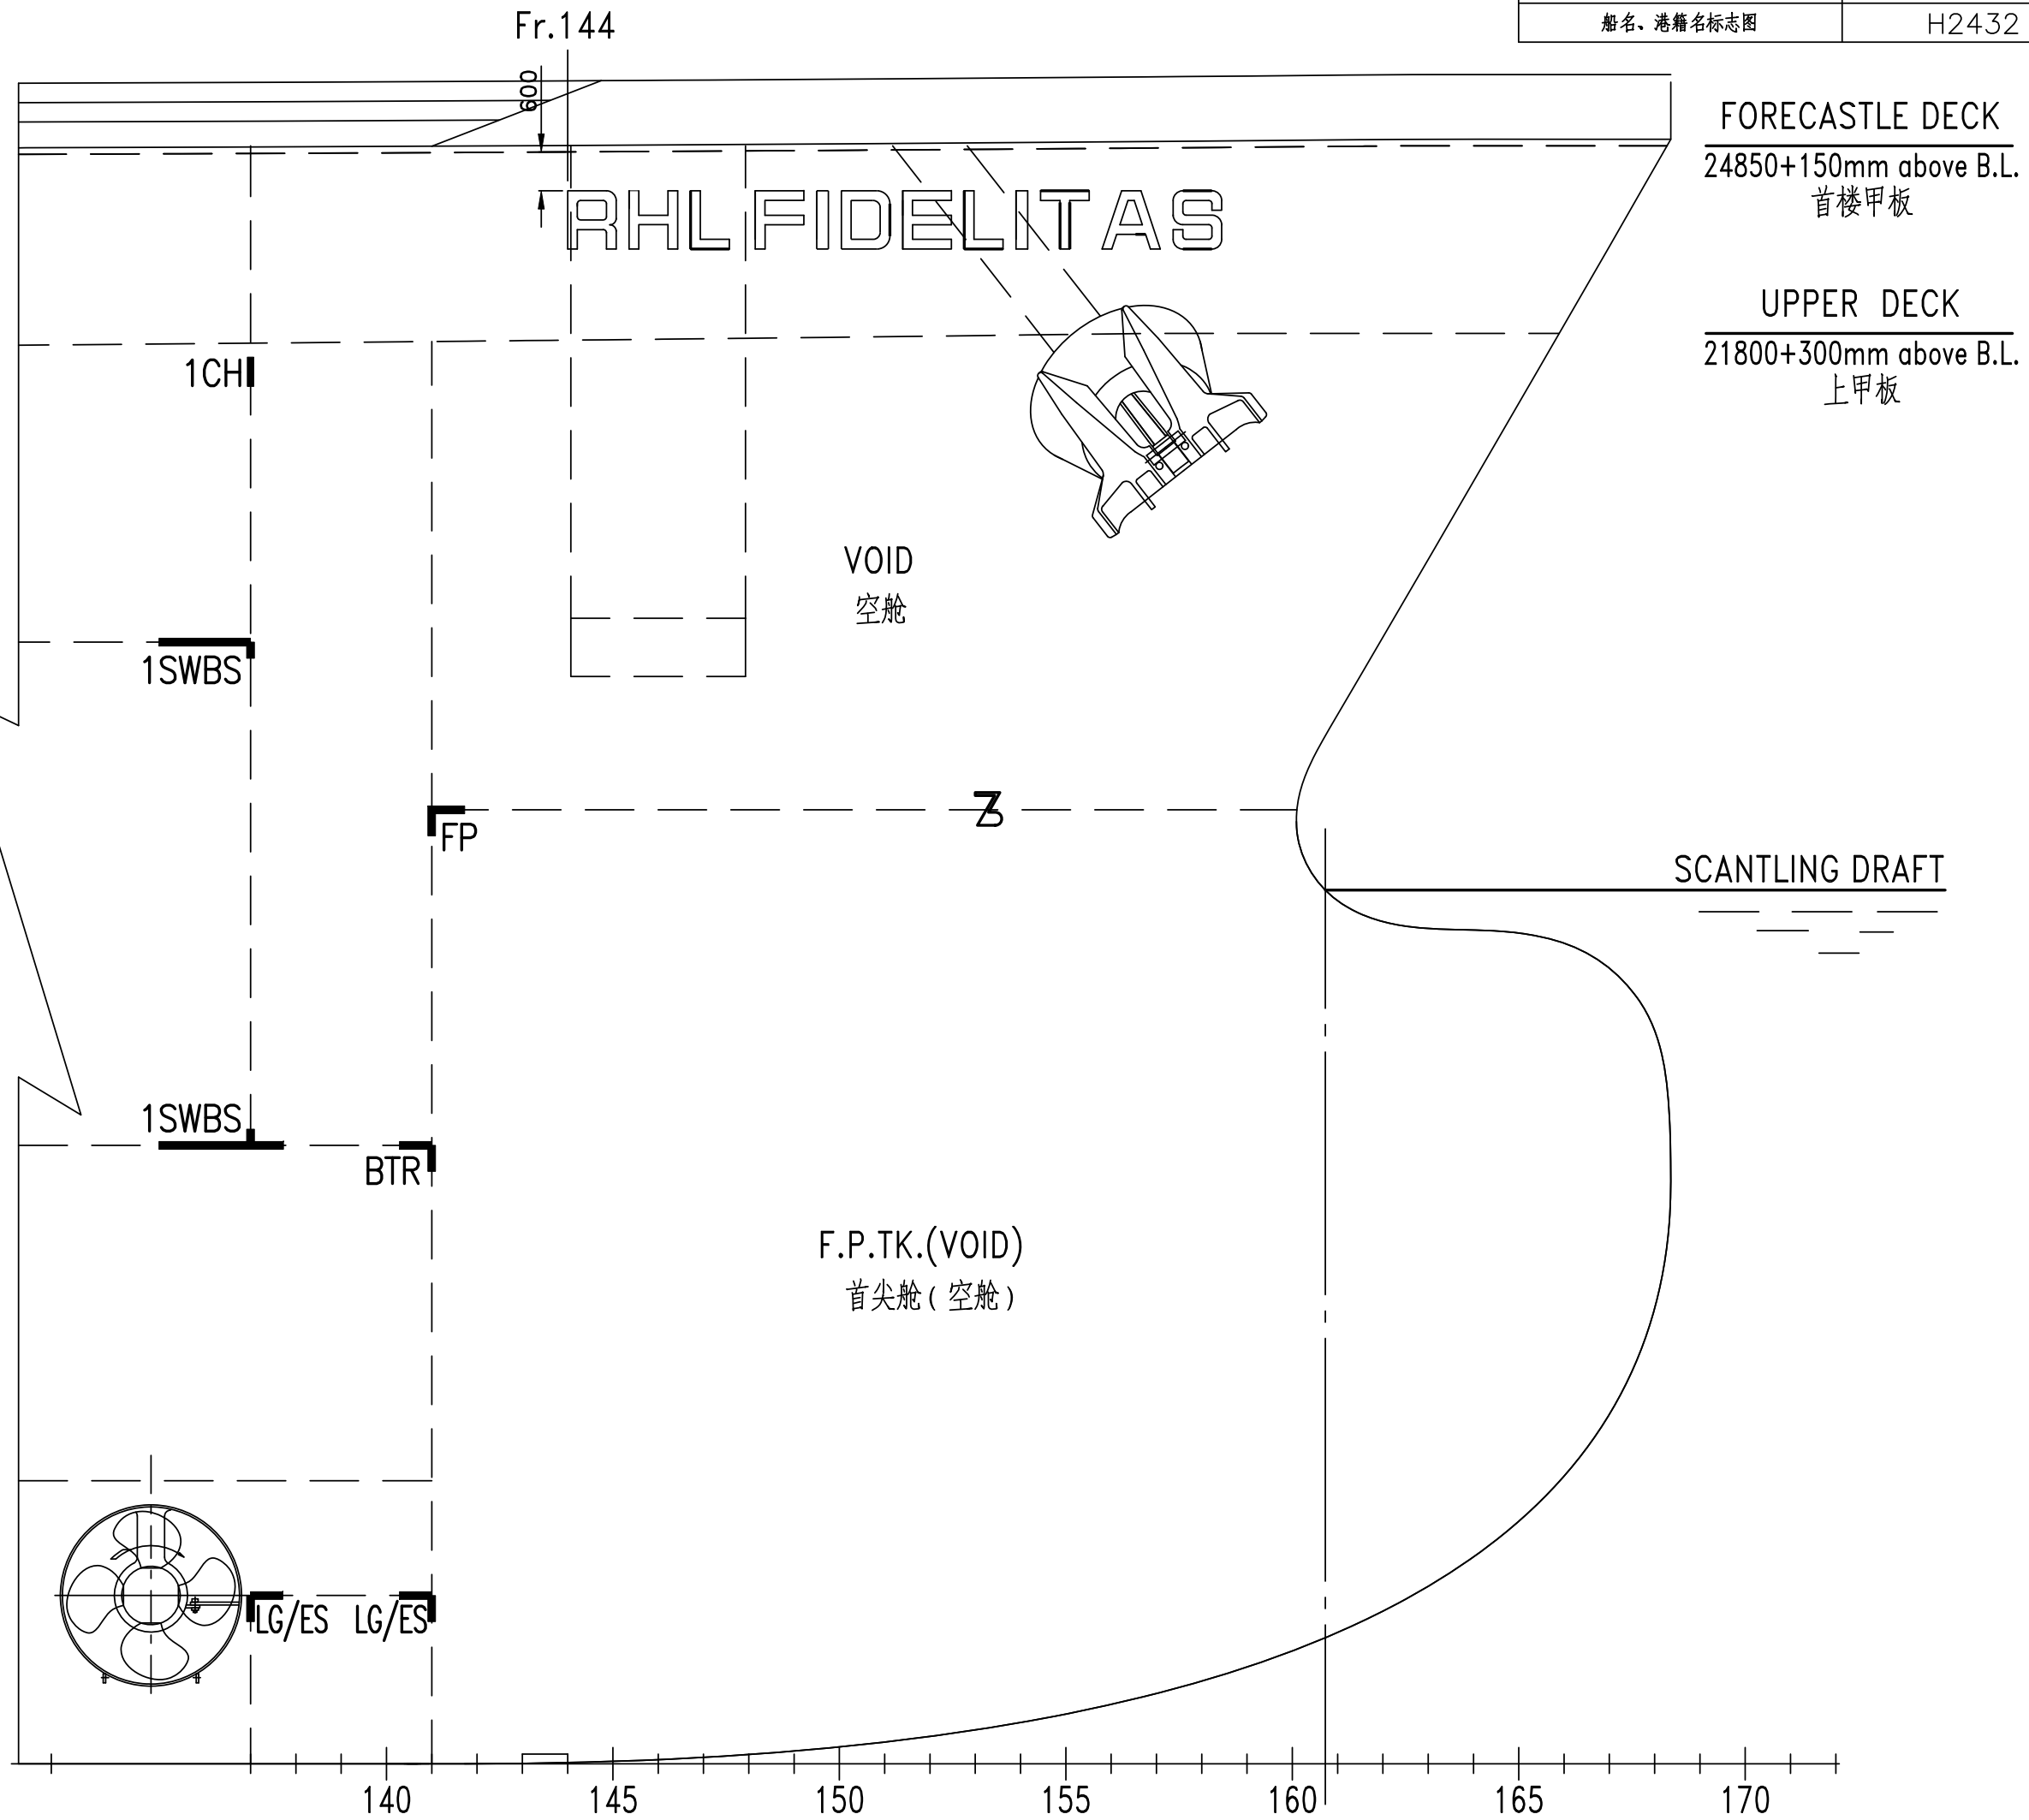 船名、港籍名标志图 H2432
Fr.144
600
FORECASTLE DECK
24850+150mm above B.L.
首楼甲板
RHL FIDELITAS
UPPER DECK
21800+300mm above B.L.
上甲板
1CH
VOID
空舱
1SWBS
FP
SCANTLING DRAFT
1SWBS
BTR
F.P.TK.(VOID)
首尖舱(空舱)
LG/ES LG/ES
140 145 150 155 160 165 170